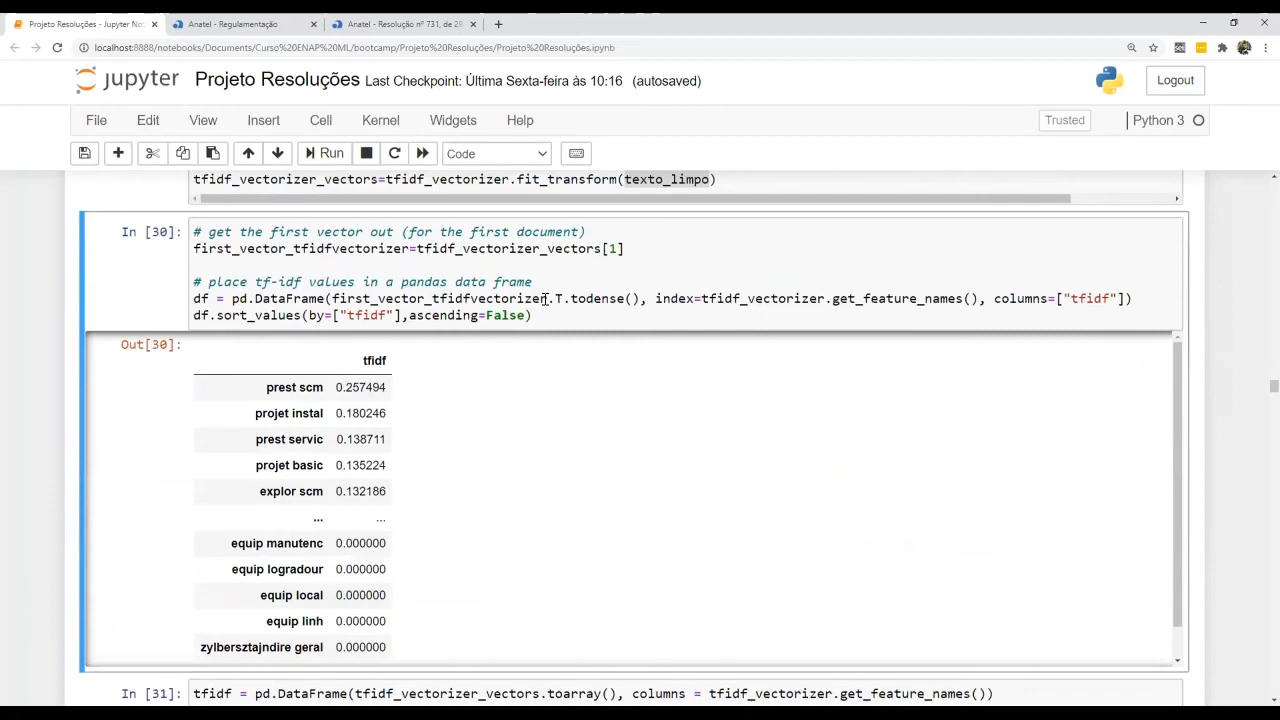 Projeto Resoluções - Jupyter No
Anatel - Regulamentação
Anatel - Resolução nº 731, de 25
localhost:8888/notebooks/Documents/Curso%20ENAP%20ML/bootcamp/Projeto%20Resoluções/Projeto%20Resoluções.ipynb
jupyter Projeto Resoluções Last Checkpoint: Última Sexta-feira às 10:16 (autosaved)
Logout
File Edit View Insert Cell Kernel Widgets Help
Trusted
Python 3
Run
Code
tfidf_vectorizer_vectors=tfidf_vectorizer.fit_transform(texto_limpo)
In [30]:
# get the first vector out (for the first document)
first_vector_tfidfvectorizer=tfidf_vectorizer_vectors[1]
# place tf-idf values in a pandas data frame
df = pd.DataFrame(first_vector_tfidfvectorizer.T.todense(), index=tfidf_vectorizer.get_feature_names(), columns=["tfidf"])
df.sort_values(by=["tfidf"],ascending=False)
Out[30]:
tfidf
prest scm 0.257494
projet instal 0.180246
prest servic 0.138711
projet basic 0.135224
explor scm 0.132186
... ...
equip manutenc 0.000000
equip logradour 0.000000
equip local 0.000000
equip linh 0.000000
zylbersztajndire geral 0.000000
In [31]:
tfidf = pd.DataFrame(tfidf_vectorizer_vectors.toarray(), columns = tfidf_vectorizer.get_feature_names())